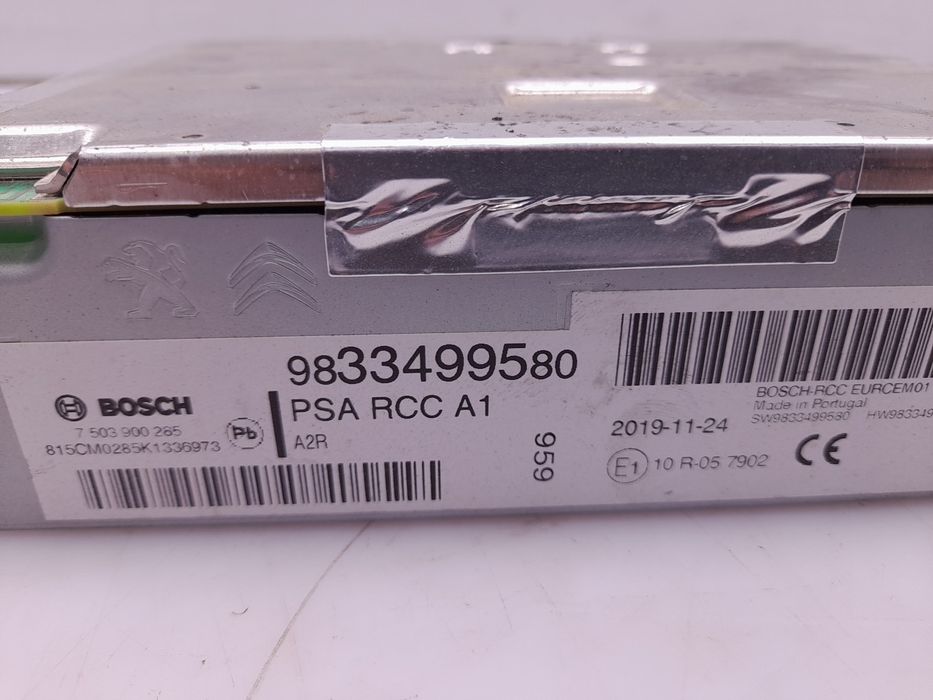 9833499580
BOSCH
PSA RCC A1
7 503 900 285
Pb
A2R
815CM0285K1336973
959
BOSCH-RCC EURCEM01
Made in Portugal
SW9833499580 HW983349
2019-11-24
E1 10 R-05 7902
CE